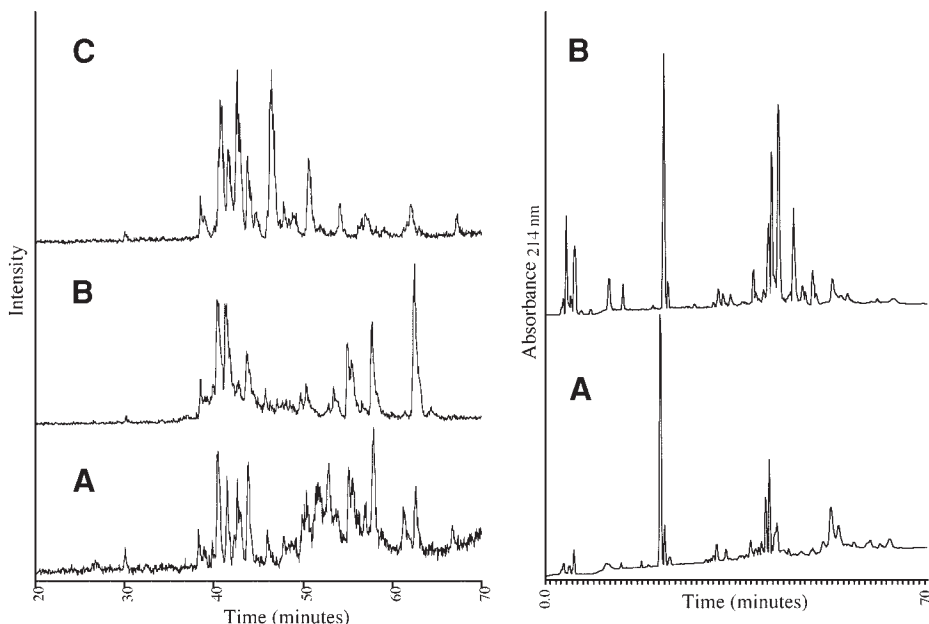 C
B
A
Intensity
20 30 40 50 60 70
Time (minutes)
B
A
Absorbance 214 nm
0.0 70
Time (minutes)